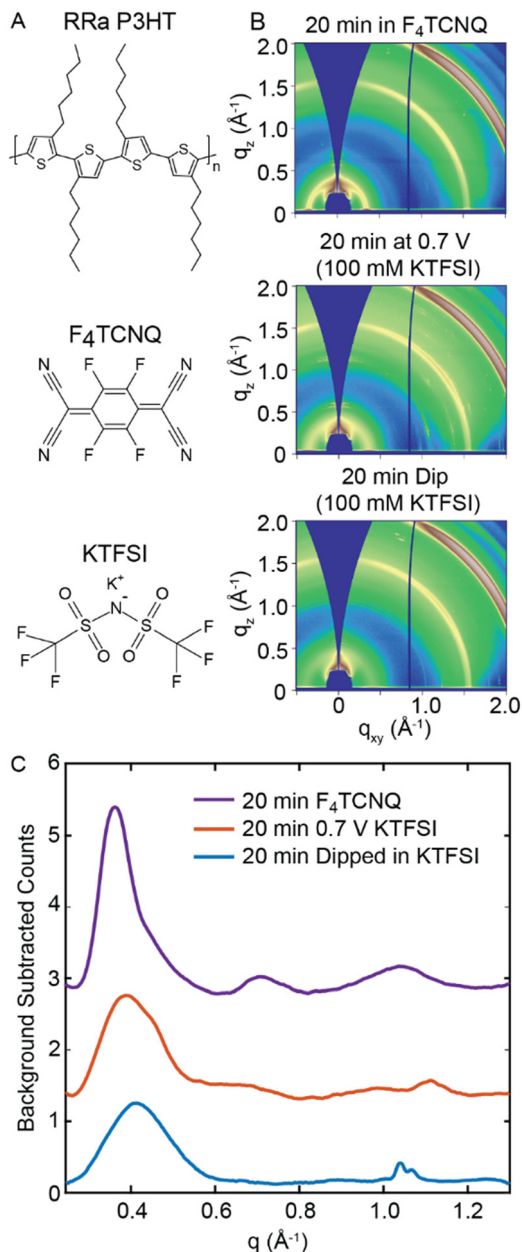 A
RRa P3HT
S
S
S
S
n
F₄TCNQ
N
F
F
N
N
F
F
N
KTFSI
K⁺
O
N⁻
O
F
S
S
F
F
O
O
F
F
F
B
20 min in F₄TCNQ
2.0
1.5
1.0
0.5
0
q_z (Å⁻¹)
20 min at 0.7 V
(100 mM KTFSI)
2.0
1.5
1.0
0.5
0
q_z (Å⁻¹)
20 min Dip
(100 mM KTFSI)
2.0
1.5
1.0
0.5
0
q_z (Å⁻¹)
0
1.0
2.0
q_xy (Å⁻¹)
C
6
5
4
3
2
1
0
Background Subtracted Counts
20 min F₄TCNQ
20 min 0.7 V KTFSI
20 min Dipped in KTFSI
0.4
0.6
0.8
1.0
1.2
q (Å⁻¹)